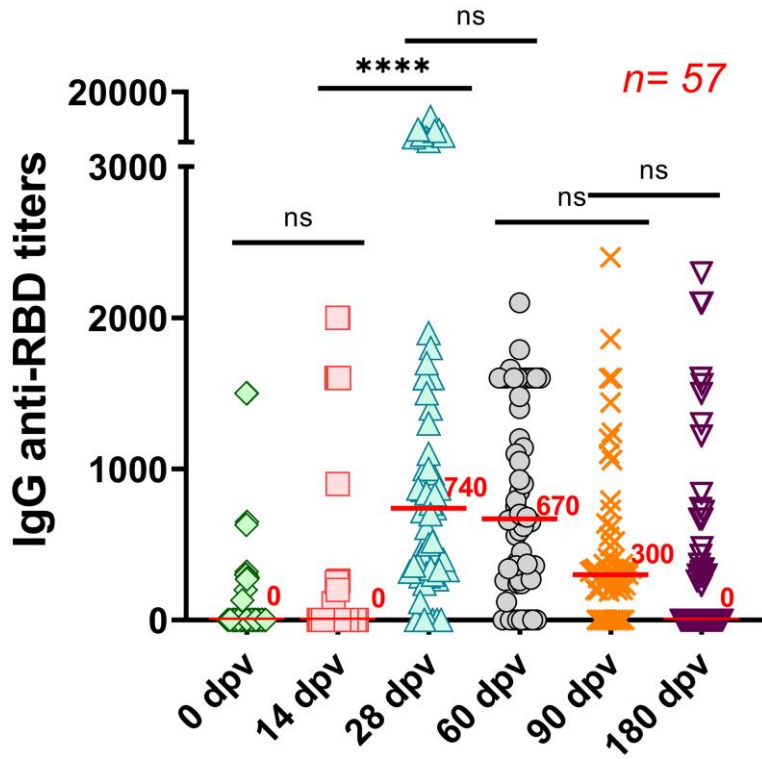 ns
****
n= 57
20000
3000
ns
ns
ns
2000
1000
0
IgG anti-RBD titers
0
0
740
670
300
0
0 dpv
14 dpv
28 dpv
60 dpv
90 dpv
180 dpv